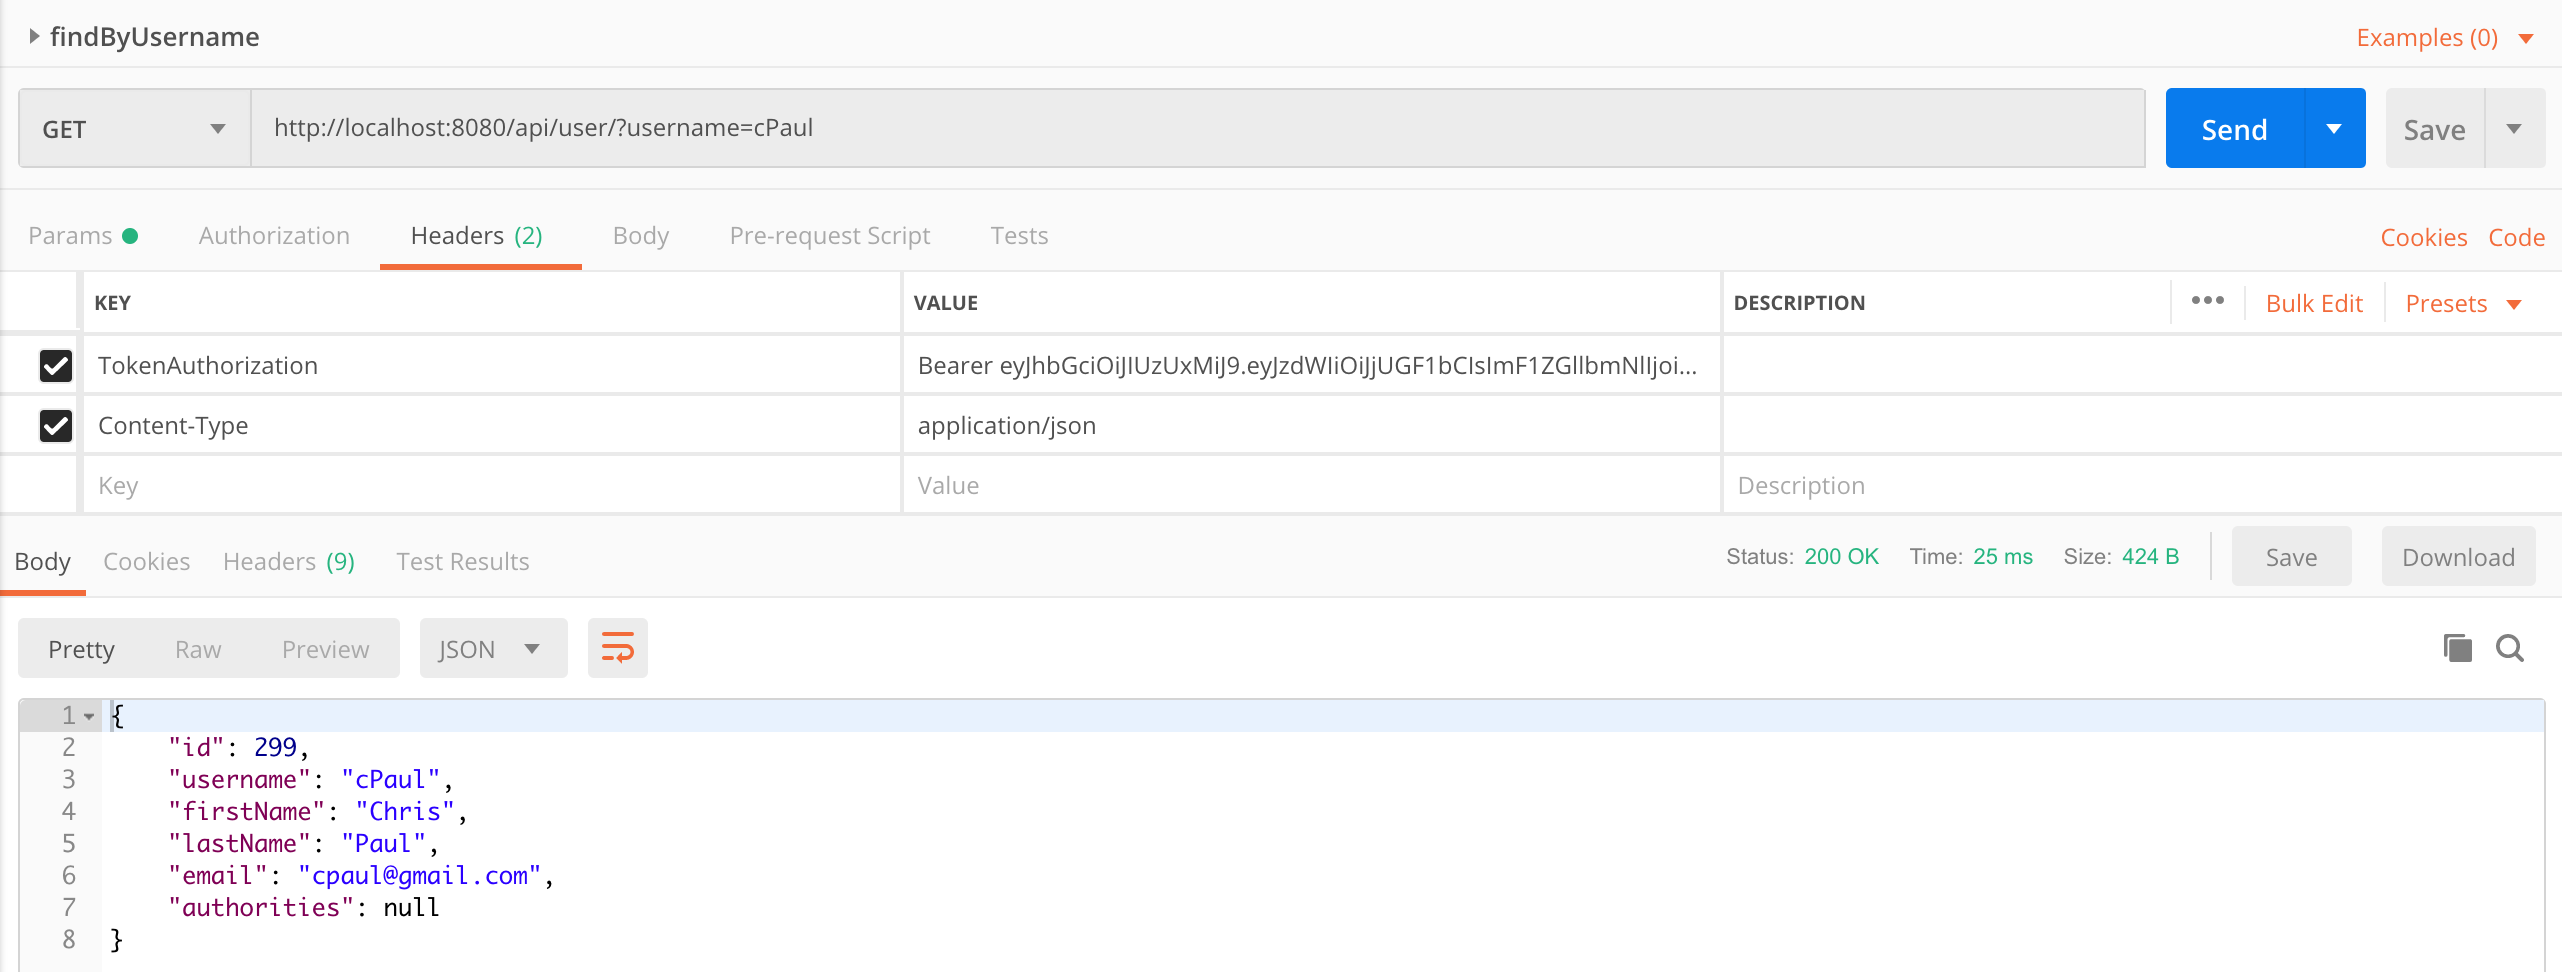 findByUsername
Examples (0)
GET
http://localhost:8080/api/user/?username=cPaul
Send
Save
Params
Authorization
Headers (2)
Body
Pre-request Script
Tests
Cookies
Code
KEY
VALUE
DESCRIPTION
Bulk Edit
Presets
TokenAuthorization
Bearer eyJhbGciOiJIUzUxMiJ9.eyJzdWIiOiJjUGF1bCIsImF1ZGllbmNlIjoi...
Content-Type
application/json
Key
Value
Description
Body
Cookies
Headers (9)
Test Results
Status: 200 OK
Time: 25 ms
Size: 424 B
Save
Download
Pretty
Raw
Preview
JSON
1 {
2 "id": 299,
3 "username": "cPaul",
4 "firstName": "Chris",
5 "lastName": "Paul",
6 "email": "cpaul@gmail.com",
7 "authorities": null
8 }